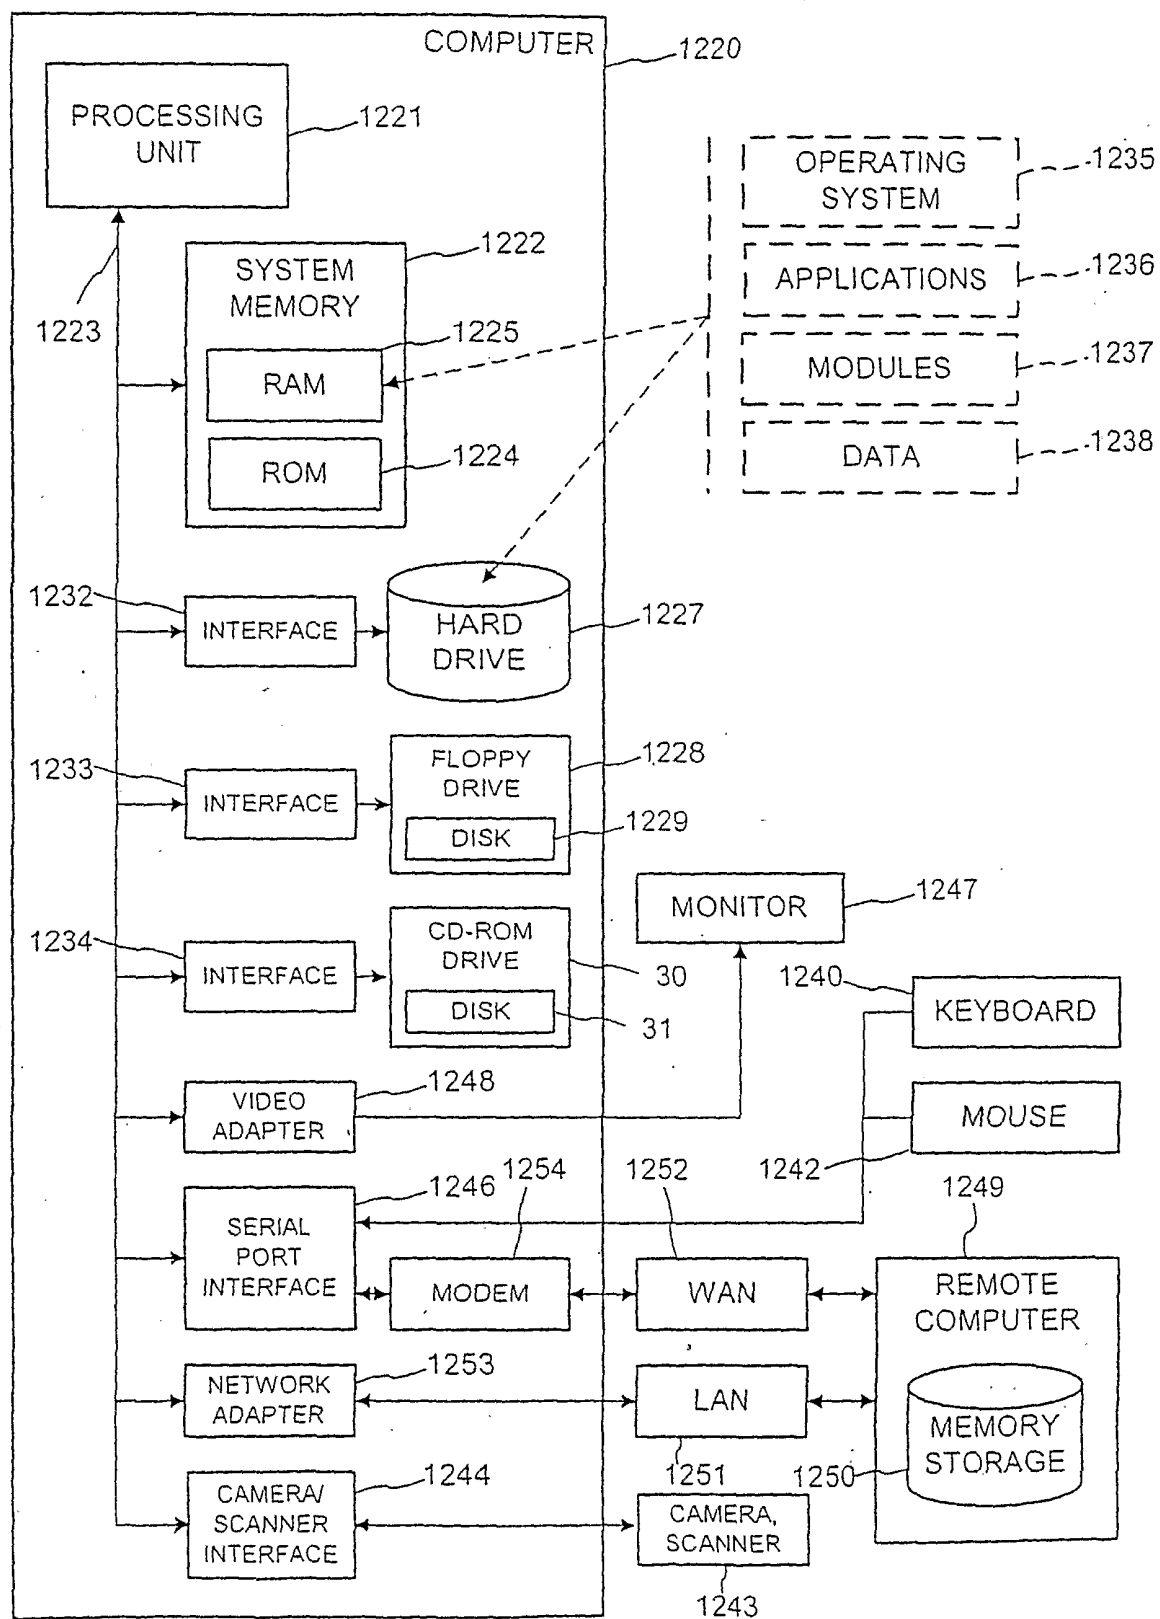 COMPUTER
1220
PROCESSING
UNIT
1221
1223
SYSTEM
MEMORY
1222
1225
RAM
ROM
1224
OPERATING
SYSTEM
1235
APPLICATIONS
1236
MODULES
1237
DATA
1238
1232
INTERFACE
HARD
DRIVE
1227
1233
INTERFACE
FLOPPY
DRIVE
1228
DISK
1229
1234
INTERFACE
CD-ROM
DRIVE
30
DISK
31
MONITOR
1247
1240
KEYBOARD
MOUSE
1242
VIDEO
ADAPTER
1248
SERIAL
PORT
INTERFACE
1246
1254
MODEM
1252
WAN
1249
REMOTE
COMPUTER
MEMORY
STORAGE
1250
NETWORK
ADAPTER
1253
LAN
1251
CAMERA/
SCANNER
INTERFACE
1244
CAMERA,
SCANNER
1243